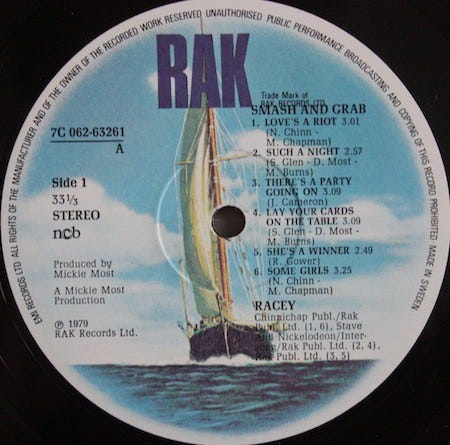 EMI RECORDS LTD ALL RIGHTS OF THE MANUFACTURER AND OF THE OWNER OF THE RECORDED WORK RESERVED UNAUTHORISED PUBLIC PERFORMANCE BROADCASTING AND COPYING OF THIS RECORD PROHIBITED MADE IN SWEDEN
RAK
Trade Mark of
RAK RECORDS LTD.
7C 062-63261
A
Side 1
33⅓
STEREO
ncb
Produced by
Mickie Most
A Mickie Most
Production
℗ 1979
RAK Records Ltd.
SMASH AND GRAB
1. LOVE'S A RIOT 3.01
(N. Chinn -
M. Chapman)
2. SUCH A NIGHT 2.57
(S. Glen - D. Most -
M. Burns)
3. THERE'S A PARTY
GOING ON 3.09
(J. Cameron)
4. LAY YOUR CARDS
ON THE TABLE 3.09
(S. Glen - D. Most -
M. Burns)
5. SHE'S A WINNER 2.49
(R. Gower)
6. SOME GIRLS 3.25
(N. Chinn -
M. Chapman)
RACEY
Chinnichap Publ./Rak
Publ. Ltd. (1, 6), Stave
and Nickelodeon/Inter-
song/Rak Publ. Ltd. (2, 4),
Rak Publ. Ltd. (3, 5)